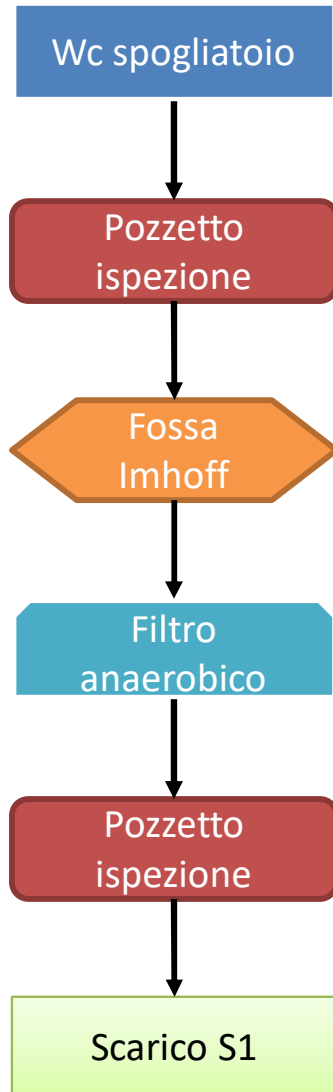 Wc spogliatoio
Pozzetto
ispezione
Fossa
Imhoff
Filtro
anaerobico
Pozzetto
ispezione
Scarico S1